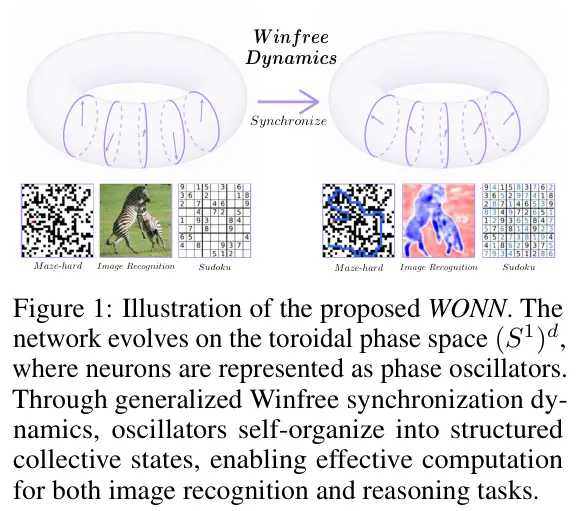 Winfree
Dynamics
Synchronize
Maze-hard Image Recognition Sudoku
Maze-hard Image Recognition Sudoku
Figure 1: Illustration of the proposed WONN. The
network evolves on the toroidal phase space (S¹)ᵈ,
where neurons are represented as phase oscillators.
Through generalized Winfree synchronization dy-
namics, oscillators self-organize into structured
collective states, enabling effective computation
for both image recognition and reasoning tasks.